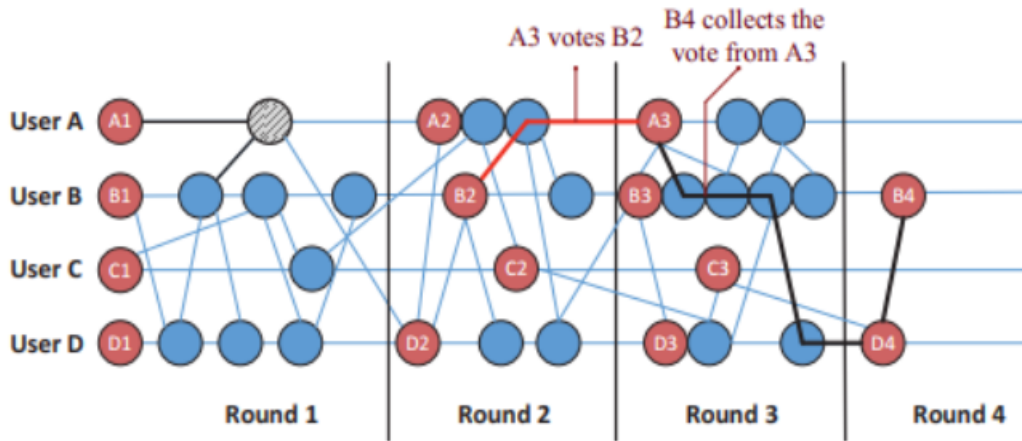 B4 collects the
A3 votes B2
vote from A3
User A A1 A2 A3
User B B1 B2 B3 B4
User C C1 C2 C3
User D D1 D2 D3 D4
Round 1 Round 2 Round 3 Round 4